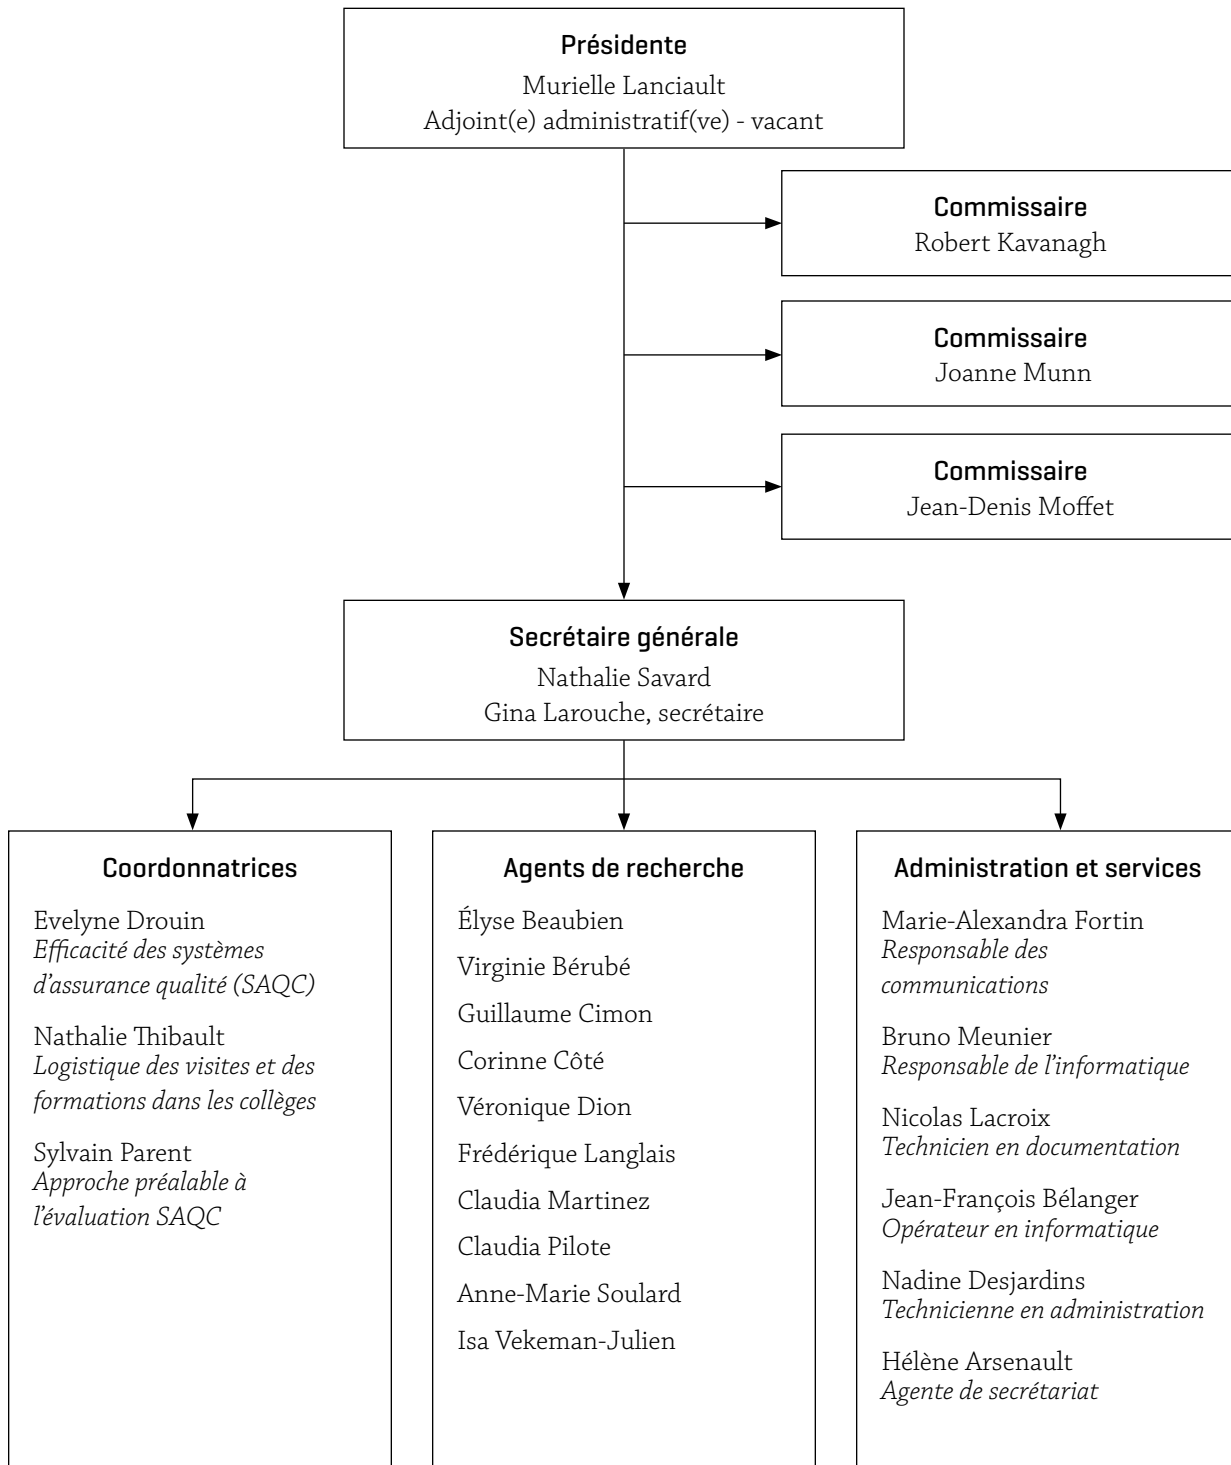 Présidente
Murielle Lanciault
Adjoint(e) administratif(ve) - vacant
Commissaire
Robert Kavanagh
Commissaire
Joanne Munn
Commissaire
Jean-Denis Moffet
Secrétaire générale
Nathalie Savard
Gina Larouche, secrétaire
Coordonnatrices
Evelyne Drouin
Efficacité des systèmes
d'assurance qualité (SAQC)
Nathalie Thibault
Logistique des visites et des
formations dans les collèges
Sylvain Parent
Approche préalable à
l'évaluation SAQC
Agents de recherche
Élyse Beaubien
Virginie Bérubé
Guillaume Cimon
Corinne Côté
Véronique Dion
Frédérique Langlais
Claudia Martinez
Claudia Pilote
Anne-Marie Soulard
Isa Vekeman-Julien
Administration et services
Marie-Alexandra Fortin
Responsable des
communications
Bruno Meunier
Responsable de l'informatique
Nicolas Lacroix
Technicien en documentation
Jean-François Bélanger
Opérateur en informatique
Nadine Desjardins
Technicienne en administration
Hélène Arsenault
Agente de secrétariat